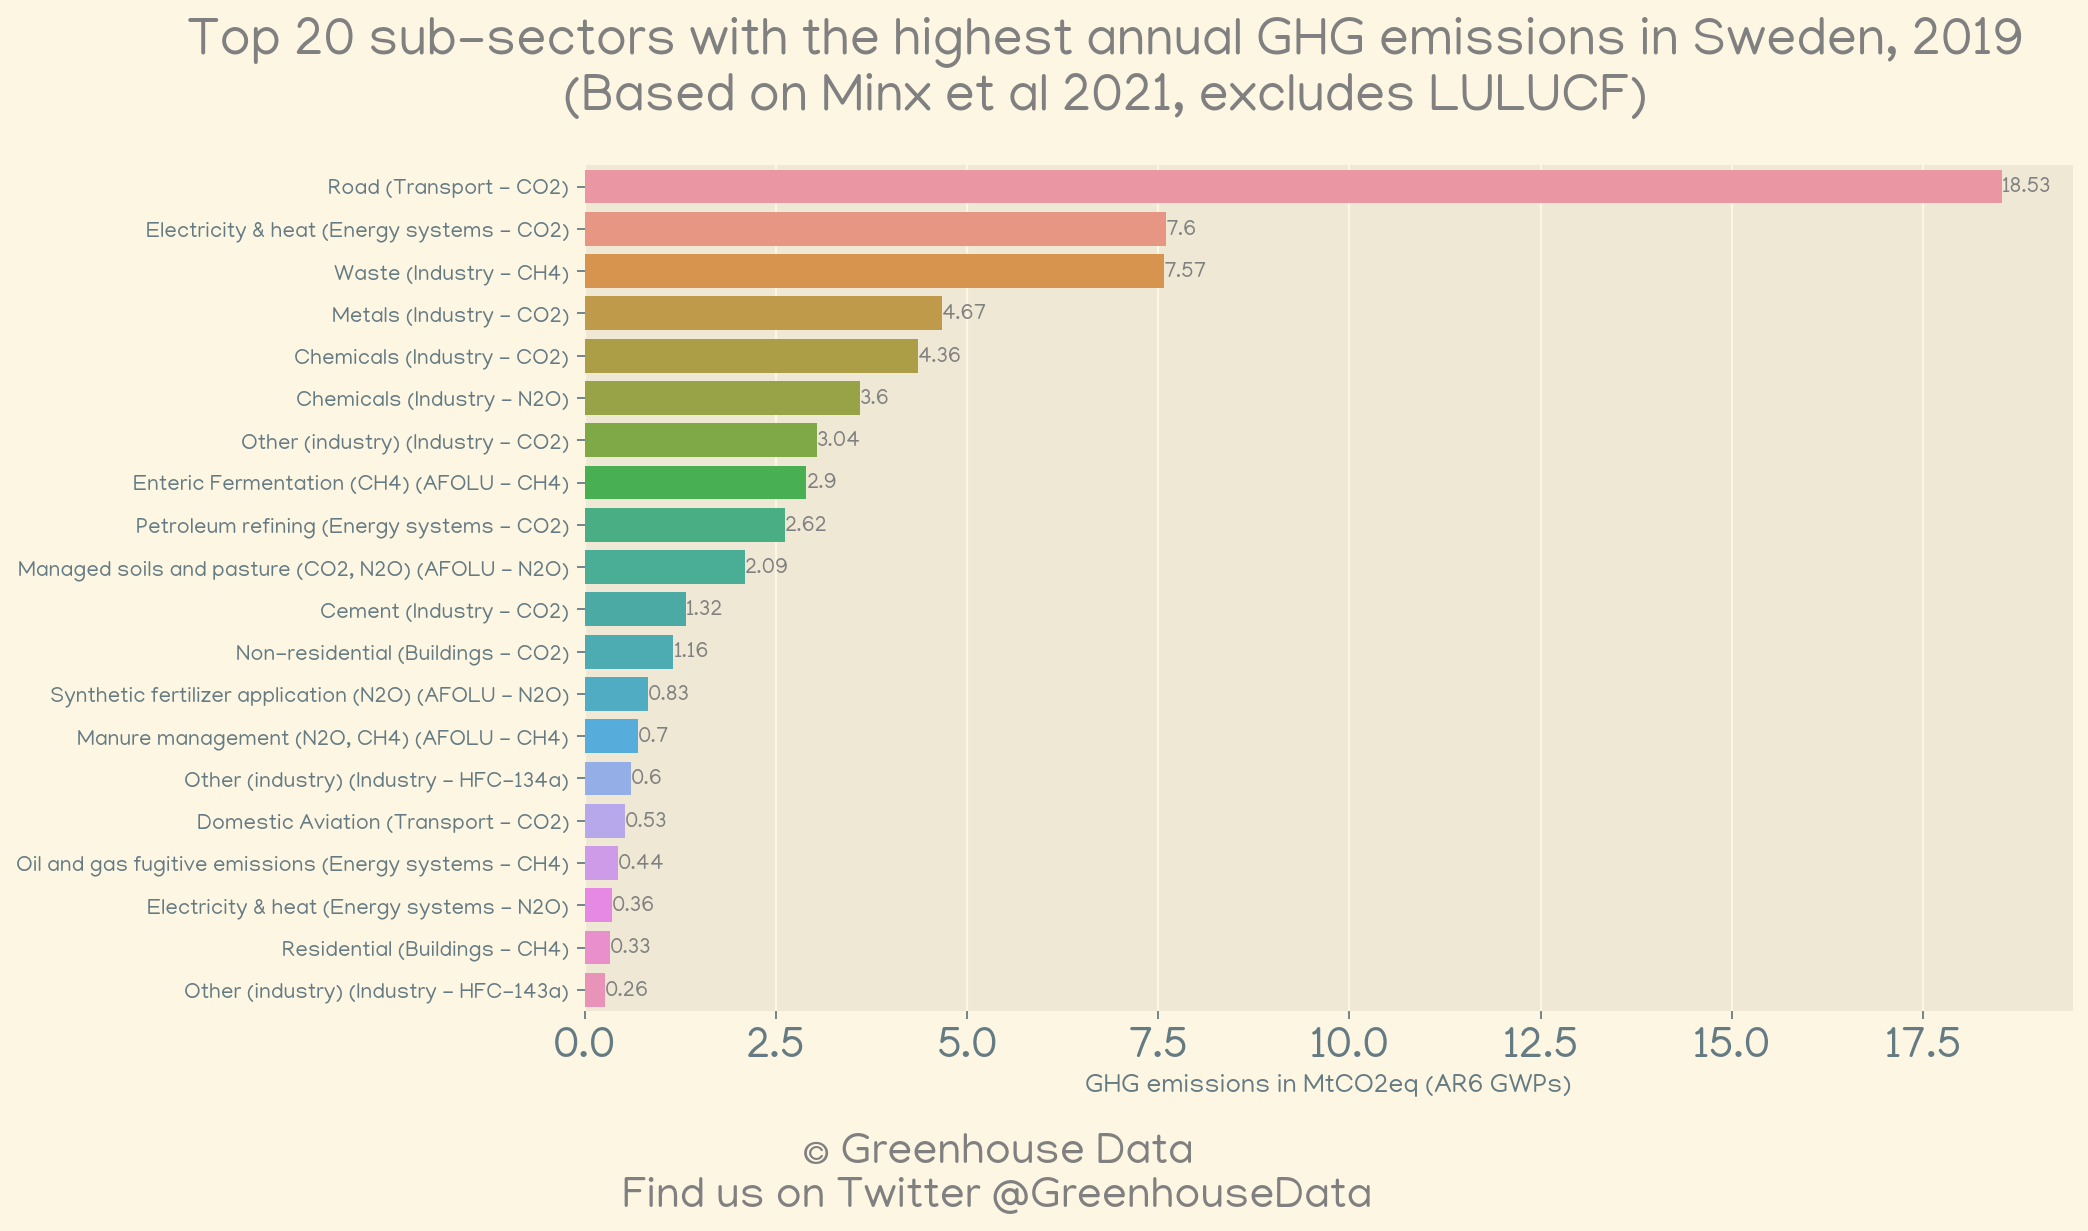 Top 20 sub-sectors with the highest annual GHG emissions in Sweden, 2019
(Based on Minx et al 2021, excludes LULUCF)
Road (Transport - CO2) 18.53
Electricity & heat (Energy systems - CO2) 7.6
Waste (Industry - CH4) 7.57
Metals (Industry - CO2) 4.67
Chemicals (Industry - CO2) 4.36
Chemicals (Industry - N2O) 3.6
Other (industry) (Industry - CO2) 3.04
Enteric Fermentation (CH4) (AFOLU - CH4) 2.9
Petroleum refining (Energy systems - CO2) 2.62
Managed soils and pasture (CO2, N2O) (AFOLU - N2O) 2.09
Cement (Industry - CO2) 1.32
Non-residential (Buildings - CO2) 1.16
Synthetic fertilizer application (N2O) (AFOLU - N2O) 0.83
Manure management (N2O, CH4) (AFOLU - CH4) 0.7
Other (industry) (Industry - HFC-134a) 0.6
Domestic Aviation (Transport - CO2) 0.53
Oil and gas fugitive emissions (Energy systems - CH4) 0.44
Electricity & heat (Energy systems - N2O) 0.36
Residential (Buildings - CH4) 0.33
Other (industry) (Industry - HFC-143a) 0.26
0.0 2.5 5.0 7.5 10.0 12.5 15.0 17.5
GHG emissions in MtCO2eq (AR6 GWPs)
© Greenhouse Data
Find us on Twitter @GreenhouseData